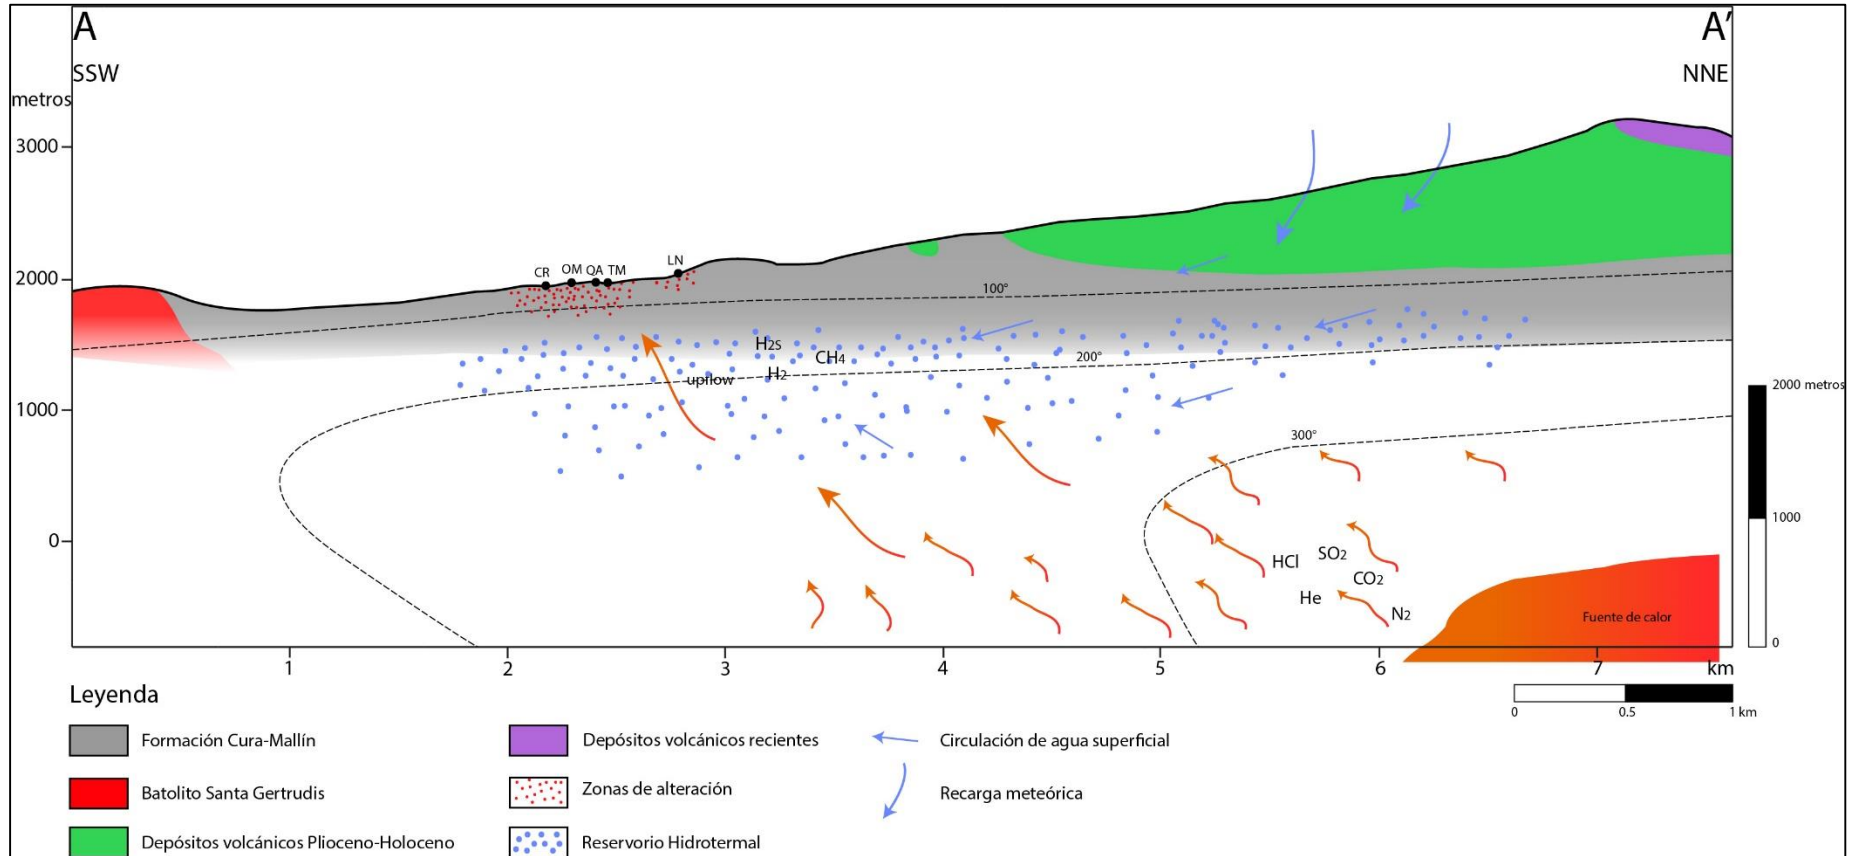 A
A’
SSW
NNE
metros
3000
2000
1000
0
CR
OM
QA
TM
LN
100°
200°
300°
H2S
CH4
H2
upflow
HCl
SO2
CO2
He
N2
Fuente de calor
2000 metros
1000
0
1
2
3
4
5
6
7
km
0
0.5
1 km
Leyenda
Formación Cura-Mallín
Depósitos volcánicos recientes
Circulación de agua superficial
Batolito Santa Gertrudis
Zonas de alteración
Recarga meteórica
Depósitos volcánicos Plioceno-Holoceno
Reservorio Hidrotermal